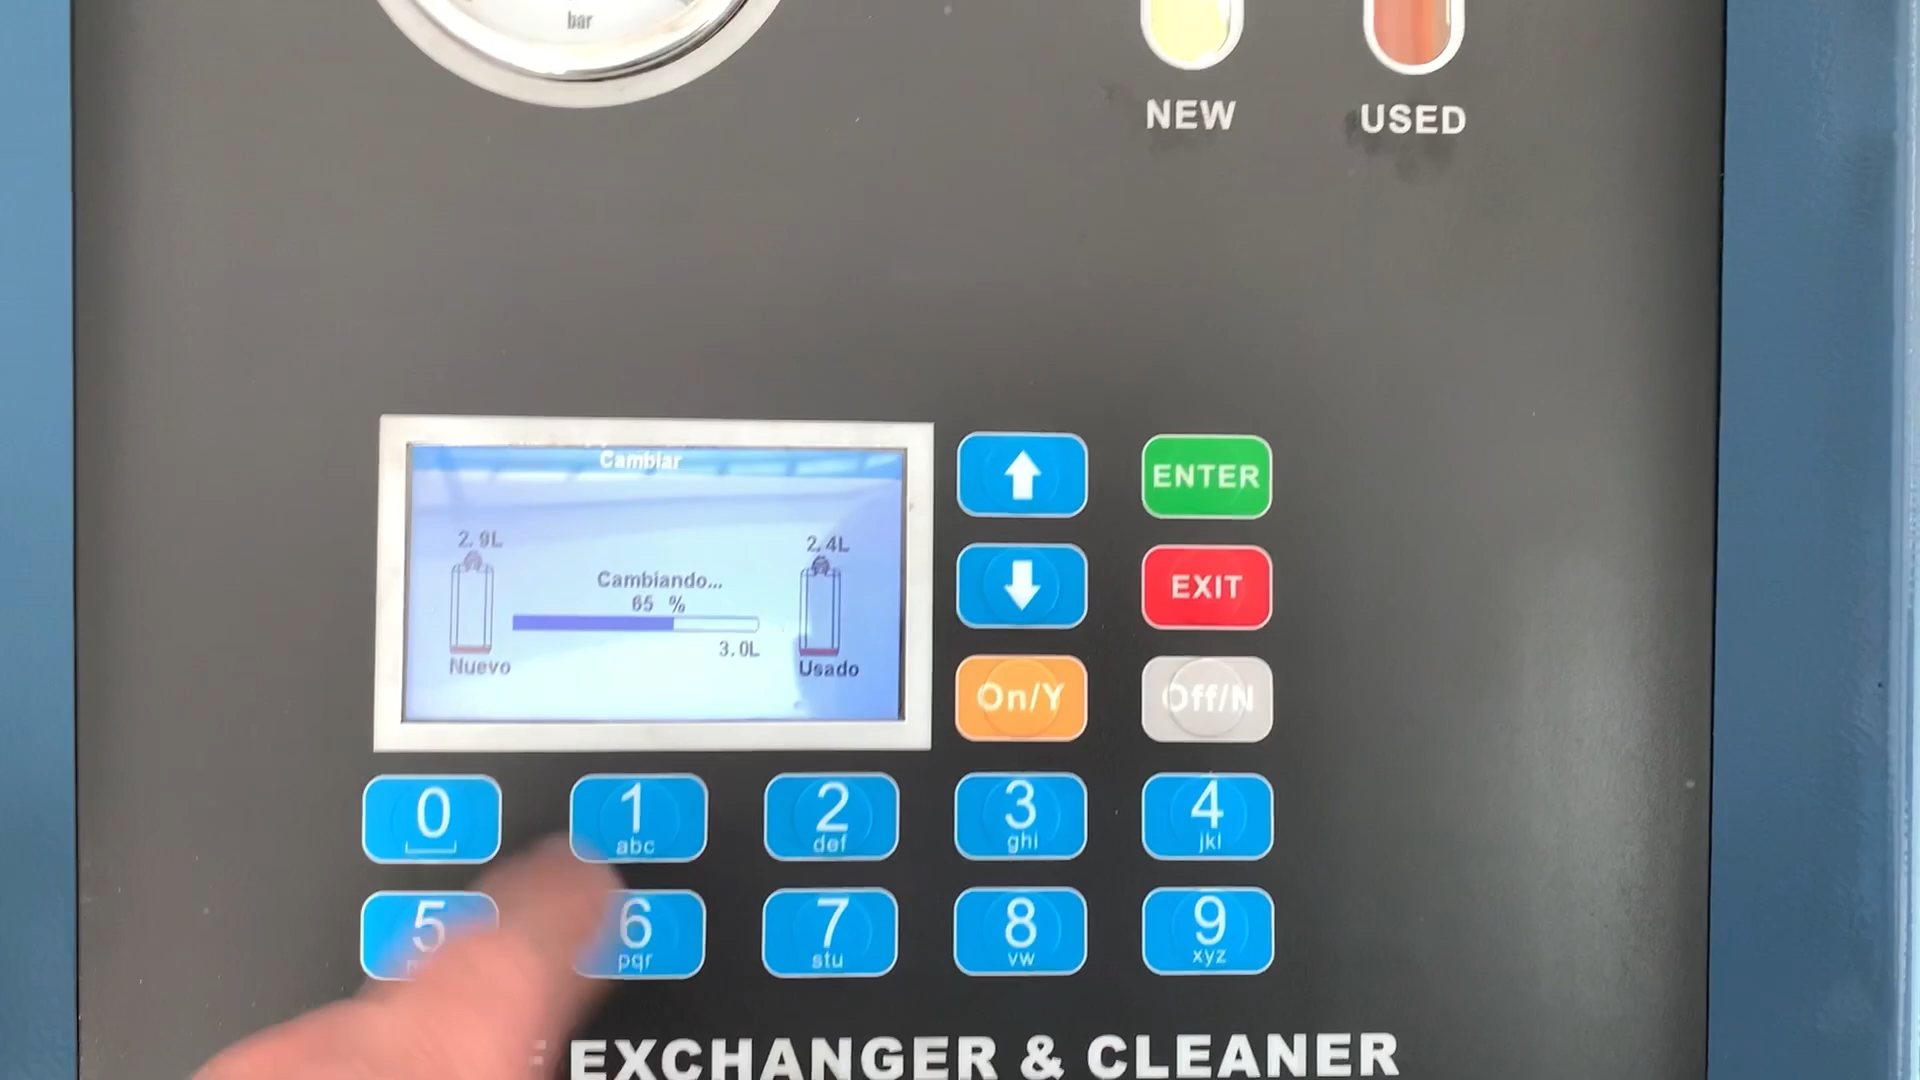 bar
NEW
USED
Cambiar
2.9L
2.4L
Cambiando...
65 %
3.0L
Nuevo
Usado
ENTER
EXIT
On/Y
Off/N
0
1
abc
2
def
3
ghi
4
jkl
5
6
pqr
7
stu
8
vw
9
xyz
EXCHANGER & CLEANER